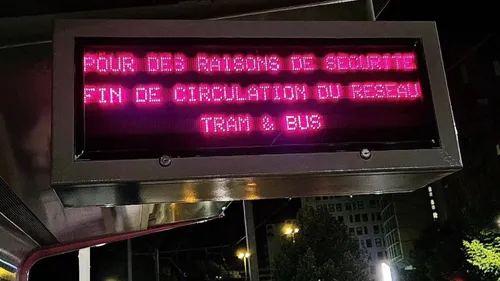 POUR DES RAISONS DE SECURITE
FIN DE CIRCULATION DU RESEAU
TRAM & BUS